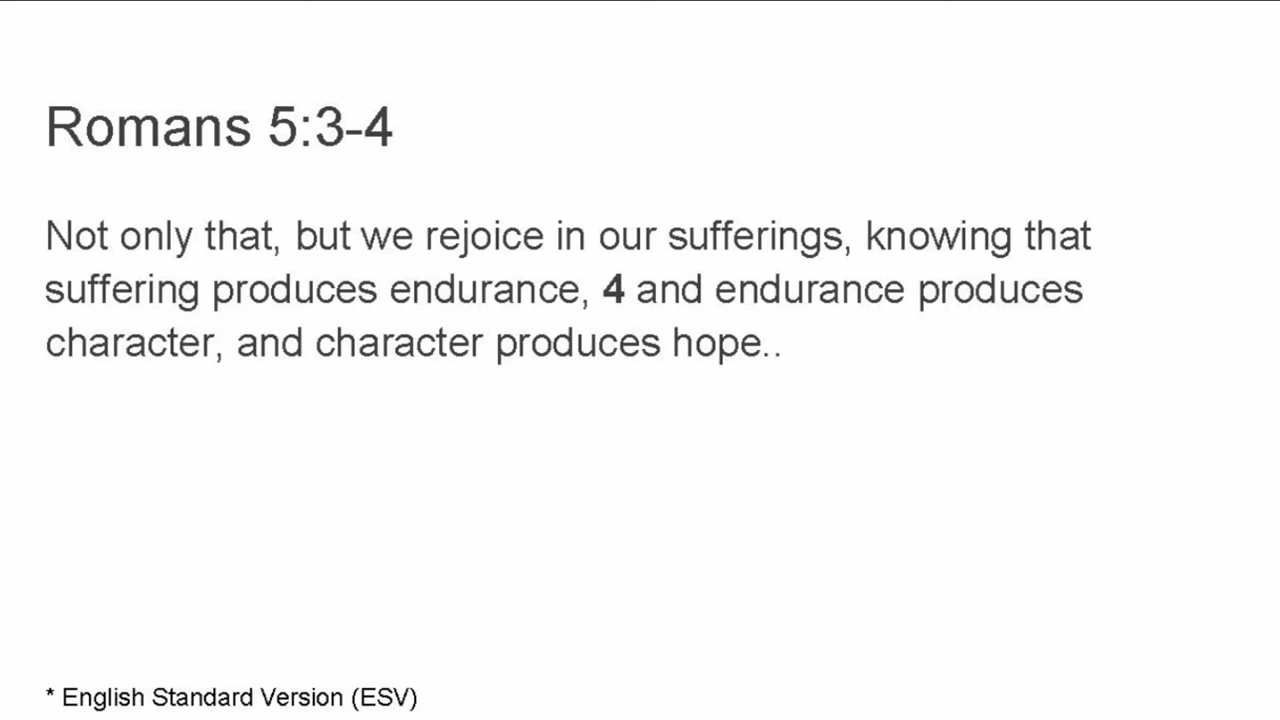 Romans 5:3-4
Not only that, but we rejoice in our sufferings, knowing that
suffering produces endurance, 4 and endurance produces
character, and character produces hope..
* English Standard Version (ESV)